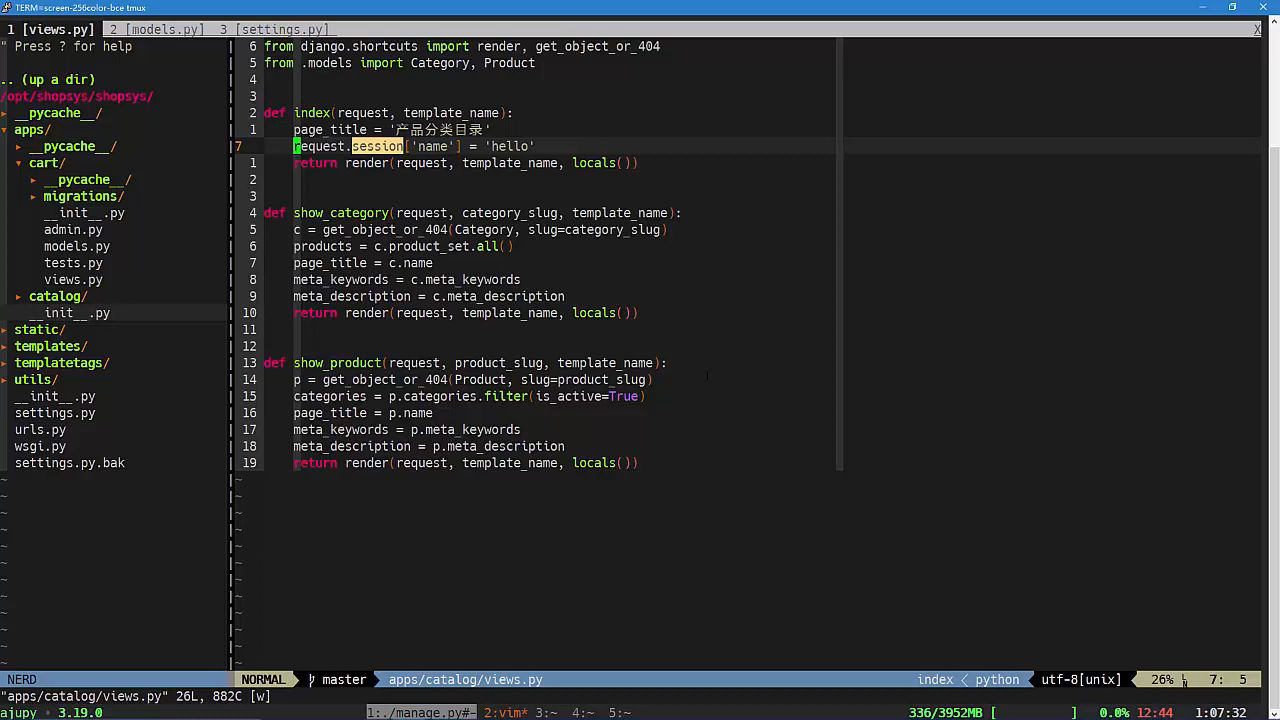 TERM=screen-256color-bce tmux
1 [views.py] 2 [models.py] 3 [settings.py] X
" Press ? for help
.. (up a dir)
/opt/shopsys/shopsys/
▸ __pycache__/
▾ apps/
▸ __pycache__/
▾ cart/
▸ __pycache__/
▸ migrations/
__init__.py
admin.py
models.py
tests.py
views.py
▸ catalog/
__init__.py
▸ static/
▸ templates/
▸ templatetags/
▸ utils/
__init__.py
settings.py
urls.py
wsgi.py
settings.py.bak
6 from django.shortcuts import render, get_object_or_404
5 from .models import Category, Product
4
3
2 def index(request, template_name):
1 page_title = '产品分类目录'
7 request.session['name'] = 'hello'
1 return render(request, template_name, locals())
2
3
4 def show_category(request, category_slug, template_name):
5 c = get_object_or_404(Category, slug=category_slug)
6 products = c.product_set.all()
7 page_title = c.name
8 meta_keywords = c.meta_keywords
9 meta_description = c.meta_description
10 return render(request, template_name, locals())
11
12
13 def show_product(request, product_slug, template_name):
14 p = get_object_or_404(Product, slug=product_slug)
15 categories = p.categories.filter(is_active=True)
16 page_title = p.name
17 meta_keywords = p.meta_keywords
18 meta_description = p.meta_description
19 return render(request, template_name, locals())
NERD NORMAL master apps/catalog/views.py index < python utf-8[unix] 26% 7: 5
"apps/catalog/views.py" 26L, 882C [w]
ajupy • 3.19.0 1:./manage.py#- 2:vim* 3:~ 4:~ 5:~ 336/3952MB [ ] 0.0% 12:44 1:07:32